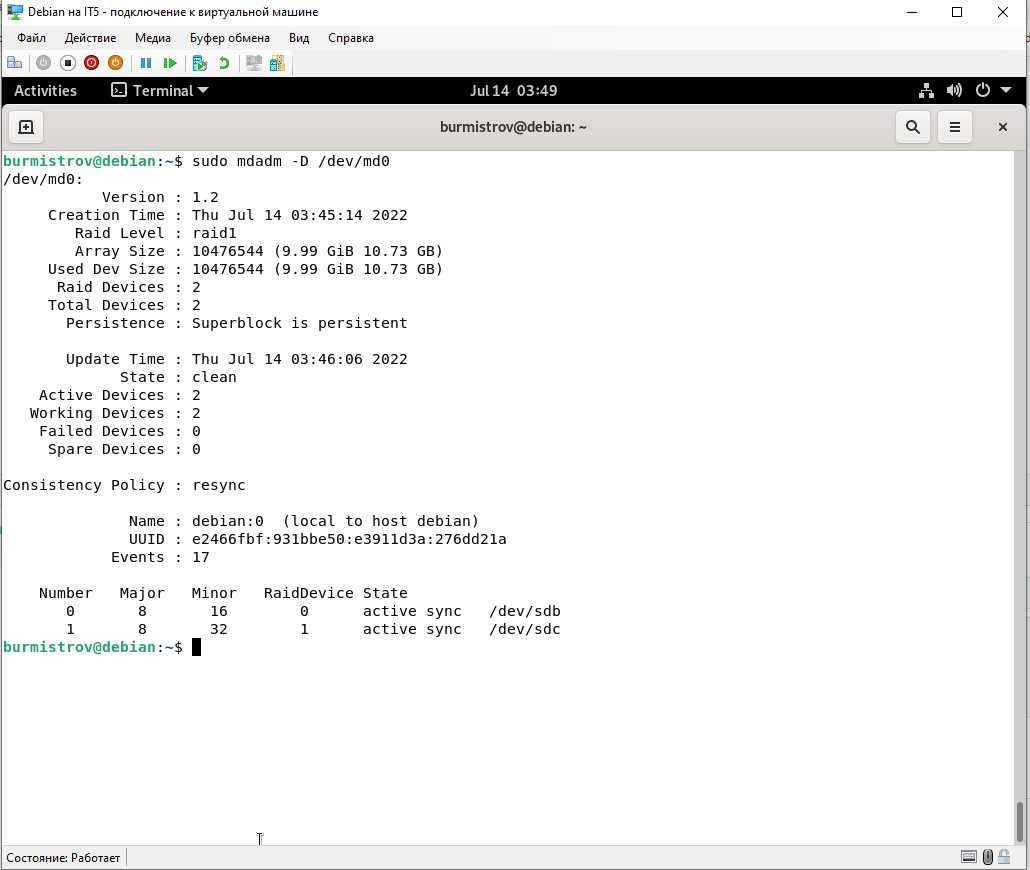 Debian на IT5 - подключение к виртуальной машине
Файл Действие Медиа Буфер обмена Вид Справка
Activities Terminal Jul 14 03:49
burmistrov@debian: ~
burmistrov@debian:~$ sudo mdadm -D /dev/md0
/dev/md0:
Version : 1.2
Creation Time : Thu Jul 14 03:45:14 2022
Raid Level : raid1
Array Size : 10476544 (9.99 GiB 10.73 GB)
Used Dev Size : 10476544 (9.99 GiB 10.73 GB)
Raid Devices : 2
Total Devices : 2
Persistence : Superblock is persistent
Update Time : Thu Jul 14 03:46:06 2022
State : clean
Active Devices : 2
Working Devices : 2
Failed Devices : 0
Spare Devices : 0
Consistency Policy : resync
Name : debian:0 (local to host debian)
UUID : e2466fbf:931bbe50:e3911d3a:276dd21a
Events : 17
Number Major Minor RaidDevice State
0 8 16 0 active sync /dev/sdb
1 8 32 1 active sync /dev/sdc
burmistrov@debian:~$
Состояние: Работает